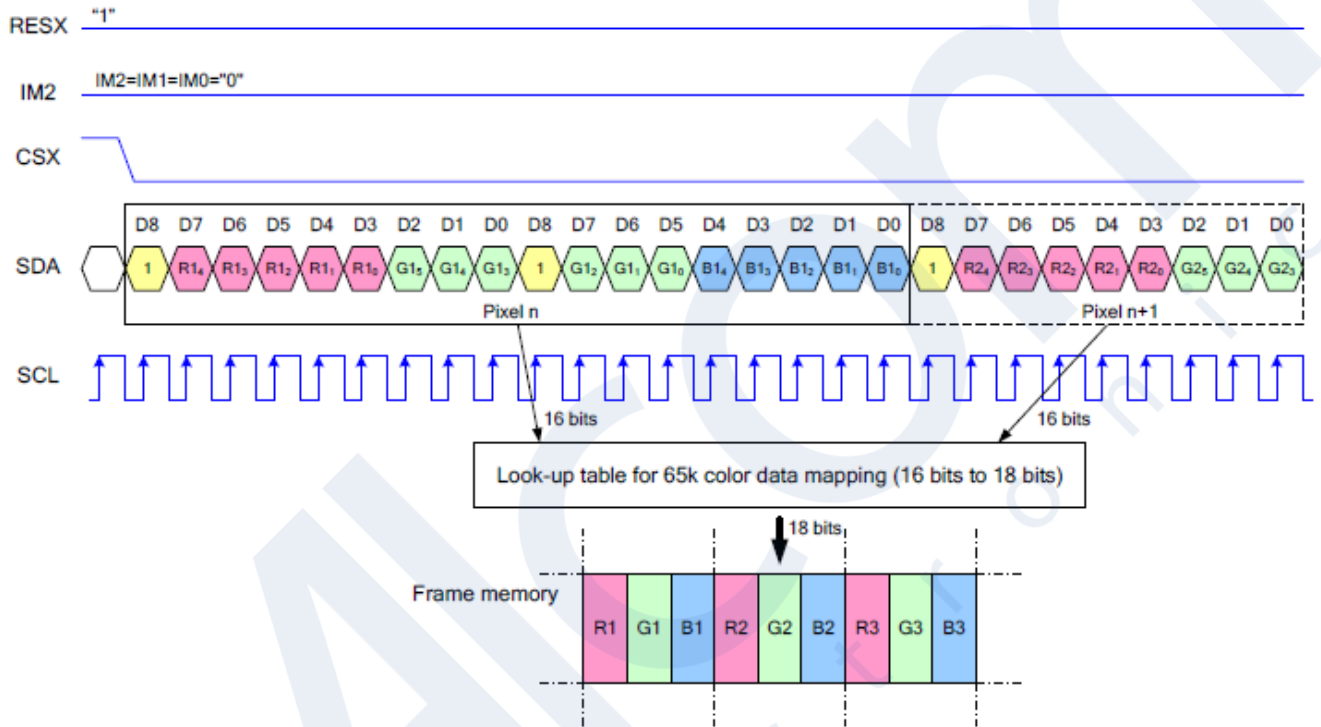 RESX "1"
IM2 IM2=IM1=IM0="0"
CSX
D8 D7 D6 D5 D4 D3 D2 D1 D0 D8 D7 D6 D5 D4 D3 D2 D1 D0 D8 D7 D6 D5 D4 D3 D2 D1 D0
SDA 1 R1₄ R1₃ R1₂ R1₁ R1₀ G1₅ G1₄ G1₃ 1 G1₂ G1₁ G1₀ B1₄ B1₃ B1₂ B1₁ B1₀ 1 R2₄ R2₃ R2₂ R2₁ R2₀ G2₅ G2₄ G2₃
Pixel n Pixel n+1
SCL
16 bits 16 bits
Look-up table for 65k color data mapping (16 bits to 18 bits)
18 bits
Frame memory
R1 G1 B1 R2 G2 B2 R3 G3 B3